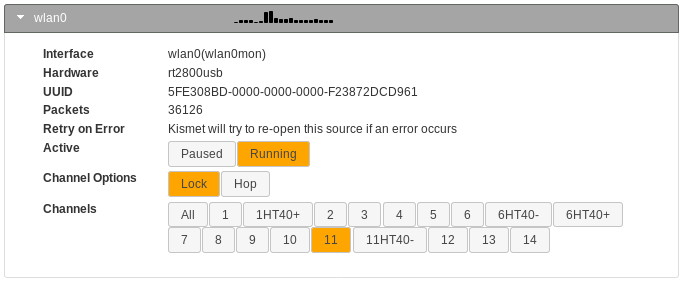 wlan0
Interface wlan0(wlan0mon)
Hardware rt2800usb
UUID 5FE308BD-0000-0000-0000-F23872DCD961
Packets 36126
Retry on Error Kismet will try to re-open this source if an error occurs
Active Paused Running
Channel Options Lock Hop
Channels All 1 1HT40+ 2 3 4 5 6 6HT40- 6HT40+
7 8 9 10 11 11HT40- 12 13 14